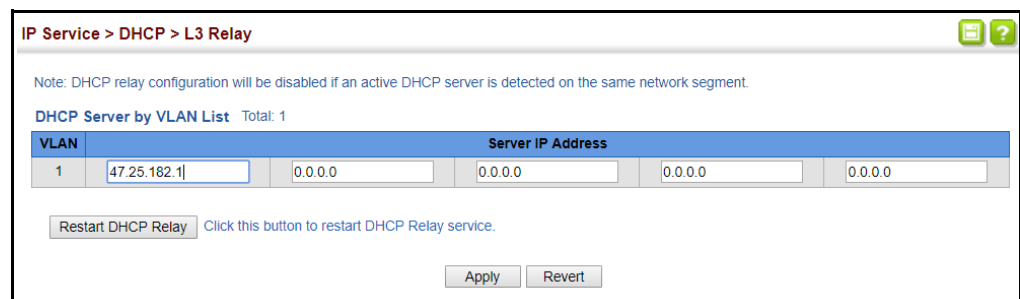 IP Service > DHCP > L3 Relay
?
Note: DHCP relay configuration will be disabled if an active DHCP server is detected on the same network segment.
DHCP Server by VLAN List Total: 1
VLAN Server IP Address
1 47.25.182.1 0.0.0.0 0.0.0.0 0.0.0.0 0.0.0.0
Restart DHCP Relay Click this button to restart DHCP Relay service.
Apply Revert